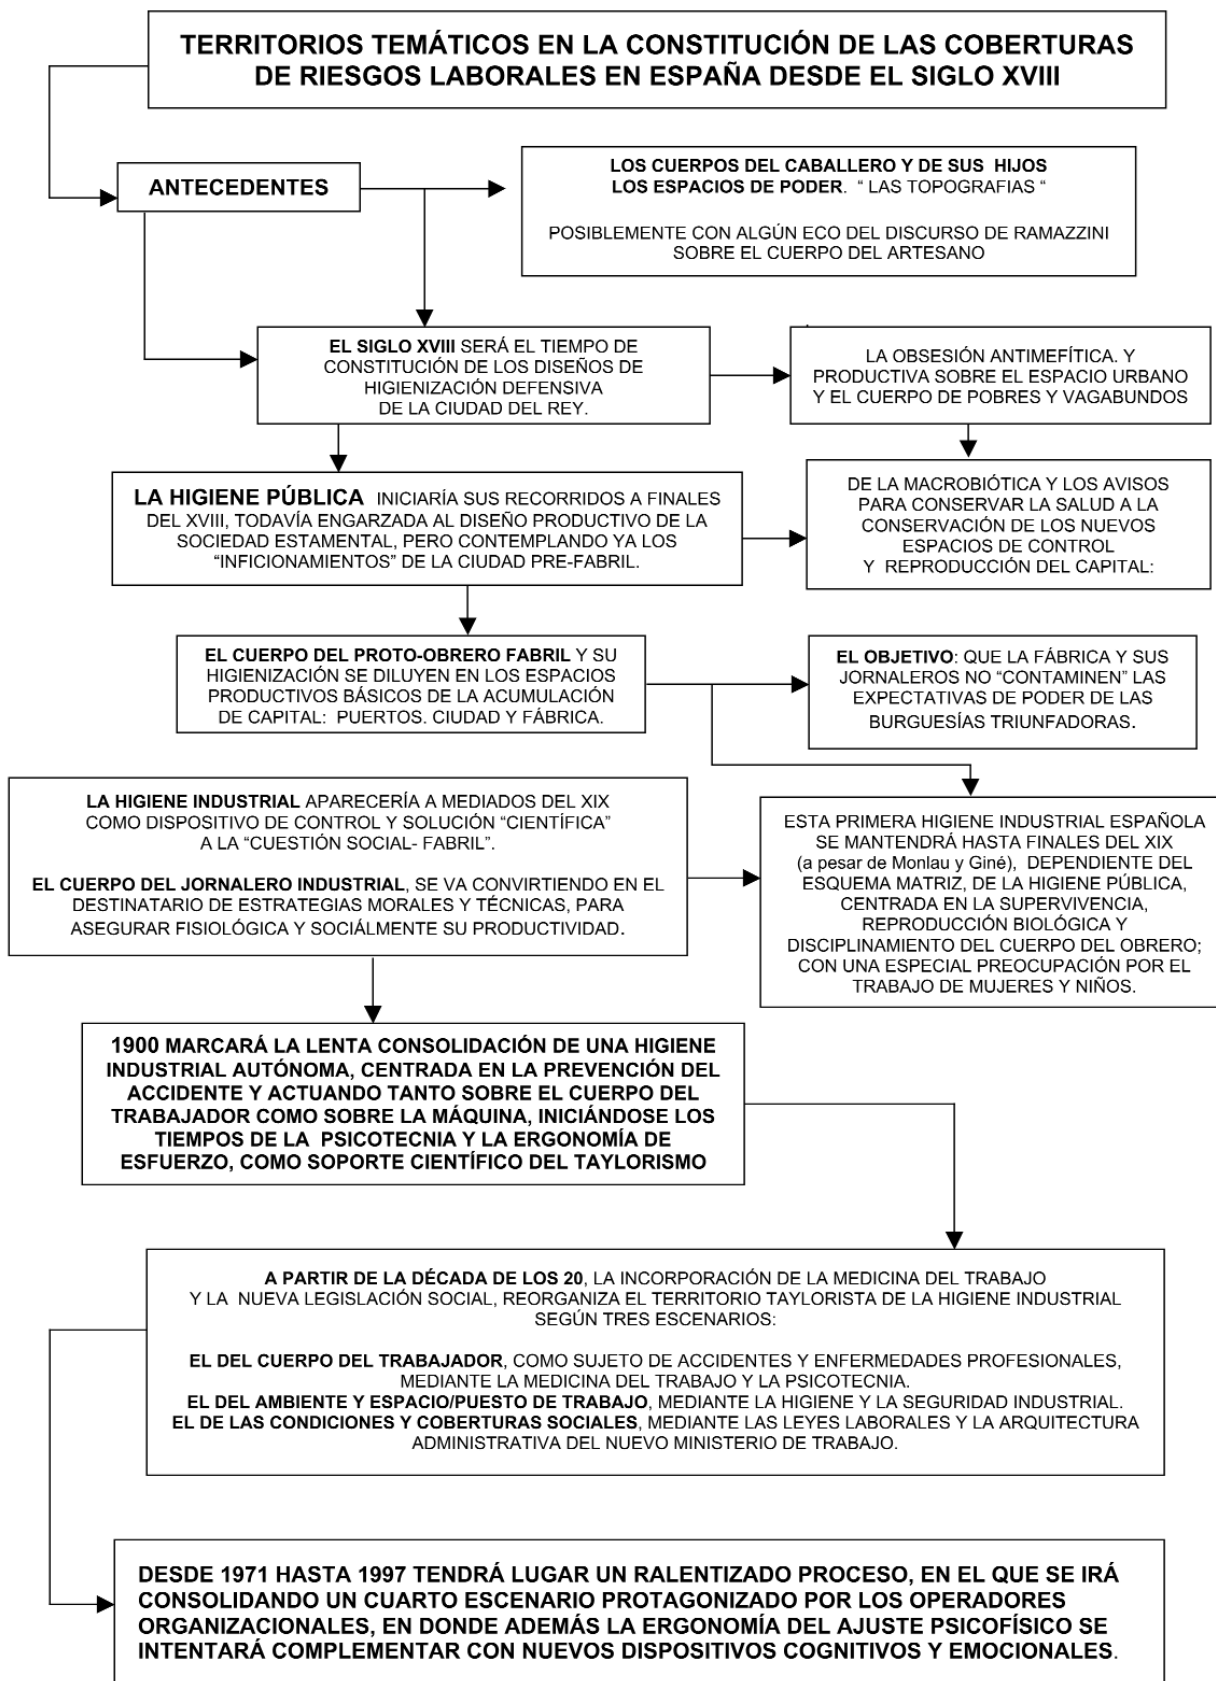 TERRITORIOS TEMÁTICOS EN LA CONSTITUCIÓN DE LAS COBERTURAS
DE RIESGOS LABORALES EN ESPAÑA DESDE EL SIGLO XVIII
ANTECEDENTES
LOS CUERPOS DEL CABALLERO Y DE SUS HIJOS
LOS ESPACIOS DE PODER. “ LAS TOPOGRAFIAS “
POSIBLEMENTE CON ALGÚN ECO DEL DISCURSO DE RAMAZZINI
SOBRE EL CUERPO DEL ARTESANO
EL SIGLO XVIII SERÁ EL TIEMPO DE
CONSTITUCIÓN DE LOS DISEÑOS DE
HIGIENIZACIÓN DEFENSIVA
DE LA CIUDAD DEL REY.
LA OBSESIÓN ANTIMEFÍTICA. Y
PRODUCTIVA SOBRE EL ESPACIO URBANO
Y EL CUERPO DE POBRES Y VAGABUNDOS
LA HIGIENE PÚBLICA INICIARÍA SUS RECORRIDOS A FINALES
DEL XVIII, TODAVÍA ENGARZADA AL DISEÑO PRODUCTIVO DE LA
SOCIEDAD ESTAMENTAL, PERO CONTEMPLANDO YA LOS
“INFICIONAMIENTOS” DE LA CIUDAD PRE-FABRIL.
DE LA MACROBIÓTICA Y LOS AVISOS
PARA CONSERVAR LA SALUD A LA
CONSERVACIÓN DE LOS NUEVOS
ESPACIOS DE CONTROL
Y REPRODUCCIÓN DEL CAPITAL:
EL CUERPO DEL PROTO-OBRERO FABRIL Y SU
HIGIENIZACIÓN SE DILUYEN EN LOS ESPACIOS
PRODUCTIVOS BÁSICOS DE LA ACUMULACIÓN
DE CAPITAL: PUERTOS. CIUDAD Y FÁBRICA.
EL OBJETIVO: QUE LA FÁBRICA Y SUS
JORNALEROS NO “CONTAMINEN” LAS
EXPECTATIVAS DE PODER DE LAS
BURGUESÍAS TRIUNFADORAS.
LA HIGIENE INDUSTRIAL APARECERÍA A MEDIADOS DEL XIX
COMO DISPOSITIVO DE CONTROL Y SOLUCIÓN “CIENTÍFICA”
A LA “CUESTIÓN SOCIAL- FABRIL”.
EL CUERPO DEL JORNALERO INDUSTRIAL, SE VA CONVIRTIENDO EN EL
DESTINATARIO DE ESTRATEGIAS MORALES Y TÉCNICAS, PARA
ASEGURAR FISIOLÓGICA Y SOCIÁLMENTE SU PRODUCTIVIDAD.
ESTA PRIMERA HIGIENE INDUSTRIAL ESPAÑOLA
SE MANTENDRÁ HASTA FINALES DEL XIX
(a pesar de Monlau y Giné), DEPENDIENTE DEL
ESQUEMA MATRIZ, DE LA HIGIENE PÚBLICA,
CENTRADA EN LA SUPERVIVENCIA,
REPRODUCCIÓN BIOLÓGICA Y
DISCIPLINAMIENTO DEL CUERPO DEL OBRERO;
CON UNA ESPECIAL PREOCUPACIÓN POR EL
TRABAJO DE MUJERES Y NIÑOS.
1900 MARCARÁ LA LENTA CONSOLIDACIÓN DE UNA HIGIENE
INDUSTRIAL AUTÓNOMA, CENTRADA EN LA PREVENCIÓN DEL
ACCIDENTE Y ACTUANDO TANTO SOBRE EL CUERPO DEL
TRABAJADOR COMO SOBRE LA MÁQUINA, INICIÁNDOSE LOS
TIEMPOS DE LA PSICOTECNIA Y LA ERGONOMÍA DE
ESFUERZO, COMO SOPORTE CIENTÍFICO DEL TAYLORISMO
A PARTIR DE LA DÉCADA DE LOS 20, LA INCORPORACIÓN DE LA MEDICINA DEL TRABAJO
Y LA NUEVA LEGISLACIÓN SOCIAL, REORGANIZA EL TERRITORIO TAYLORISTA DE LA HIGIENE INDUSTRIAL
SEGÚN TRES ESCENARIOS:
EL DEL CUERPO DEL TRABAJADOR, COMO SUJETO DE ACCIDENTES Y ENFERMEDADES PROFESIONALES,
MEDIANTE LA MEDICINA DEL TRABAJO Y LA PSICOTECNIA.
EL DEL AMBIENTE Y ESPACIO/PUESTO DE TRABAJO, MEDIANTE LA HIGIENE Y LA SEGURIDAD INDUSTRIAL.
EL DE LAS CONDICIONES Y COBERTURAS SOCIALES, MEDIANTE LAS LEYES LABORALES Y LA ARQUITECTURA
ADMINISTRATIVA DEL NUEVO MINISTERIO DE TRABAJO.
DESDE 1971 HASTA 1997 TENDRÁ LUGAR UN RALENTIZADO PROCESO, EN EL QUE SE IRÁ
CONSOLIDANDO UN CUARTO ESCENARIO PROTAGONIZADO POR LOS OPERADORES
ORGANIZACIONALES, EN DONDE ADEMÁS LA ERGONOMÍA DEL AJUSTE PSICOFÍSICO SE
INTENTARÁ COMPLEMENTAR CON NUEVOS DISPOSITIVOS COGNITIVOS Y EMOCIONALES.